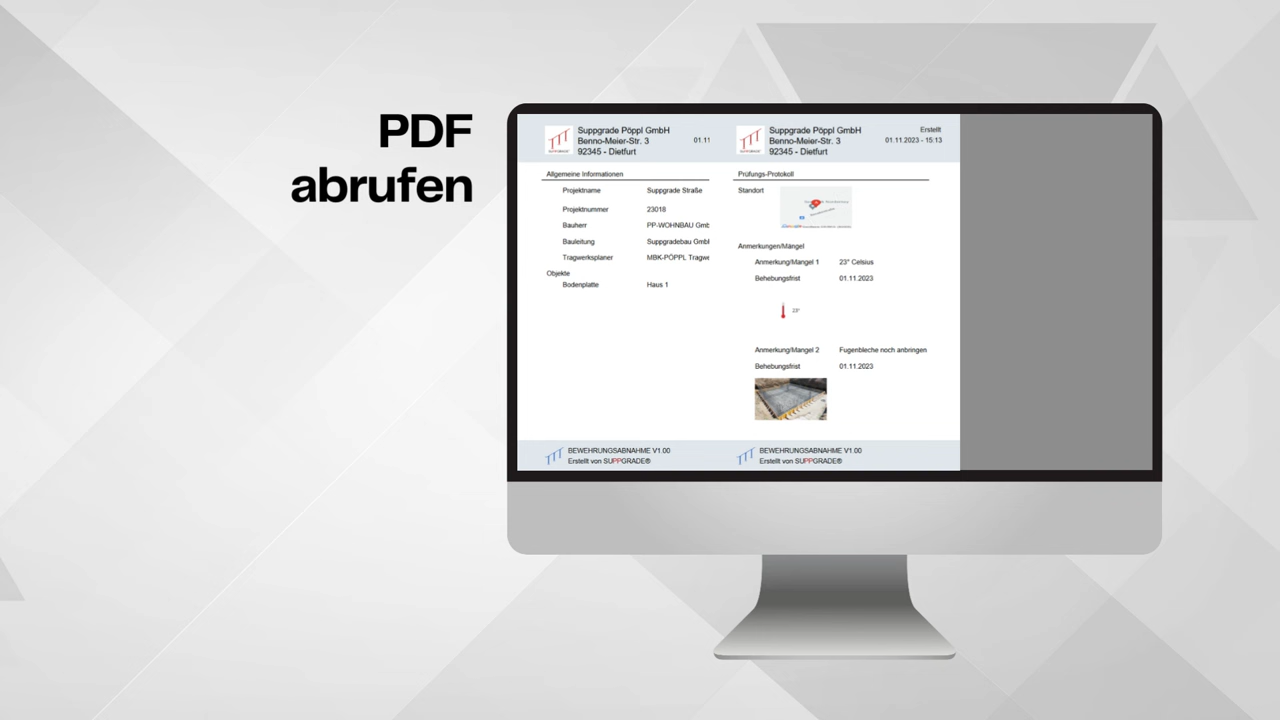 PDF
abrufen
Suppgrade Pöppl GmbH
Benno-Meier-Str. 3
92345 - Dietfurt
01.11
Allgemeine Informationen
Projektname Suppgrade Straße
Projektnummer 23018
Bauherr PP-WOHNBAU Gmb
Bauleitung Suppgradebau Gmbl
Tragwerksplaner MBK-PÖPPL Tragwe
Objekte
Bodenplatte Haus 1
BEWEHRUNGSABNAHME V1.00
Erstellt von SUPPGRADE®
Suppgrade Pöppl GmbH
Benno-Meier-Str. 3
92345 - Dietfurt
Erstellt
01.11.2023 - 15:13
Prüfungs-Protokoll
Standort
Anmerkungen/Mängel
Anmerkung/Mangel 1 23° Celsius
Behebungsfrist 01.11.2023
23°
Anmerkung/Mangel 2 Fugenbleche noch anbringen
Behebungsfrist 01.11.2023
BEWEHRUNGSABNAHME V1.00
Erstellt von SUPPGRADE®